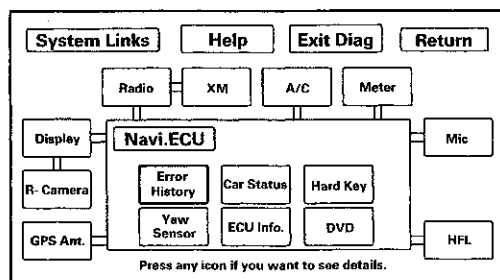 System Links Help Exit Diag Return
Radio XM A/C Meter
Display Navi.ECU Mic
Error History Car Status Hard Key
R- Camera
Yaw Sensor ECU Info. DVD
GPS Ant. HFL
Press any icon if you want to see details.